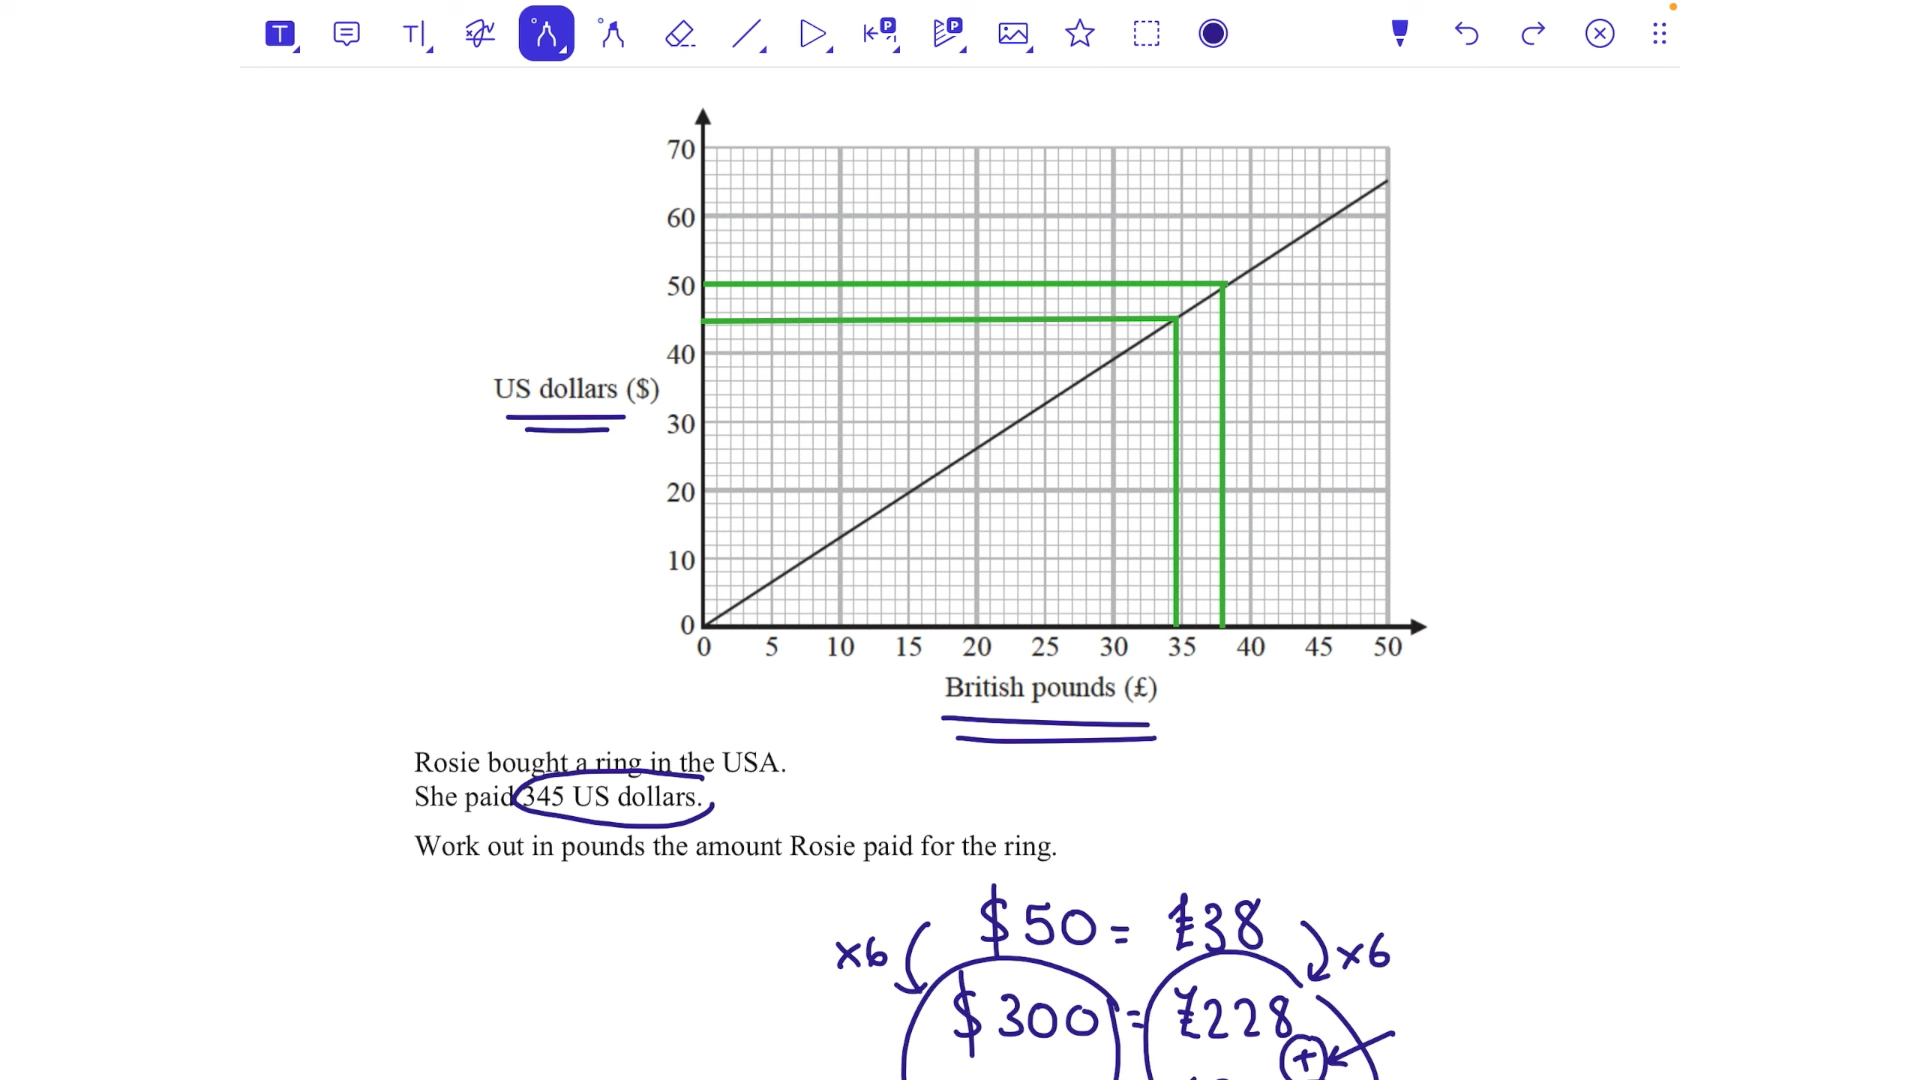 70
60
50
40
US dollars ($)
30
20
10
0
0 5 10 15 20 25 30 35 40 45 50
British pounds (£)
Rosie bought a ring in the USA.
She paid 345 US dollars.
Work out in pounds the amount Rosie paid for the ring.
$50 = £38
×6 ×6
$300 = £228
+